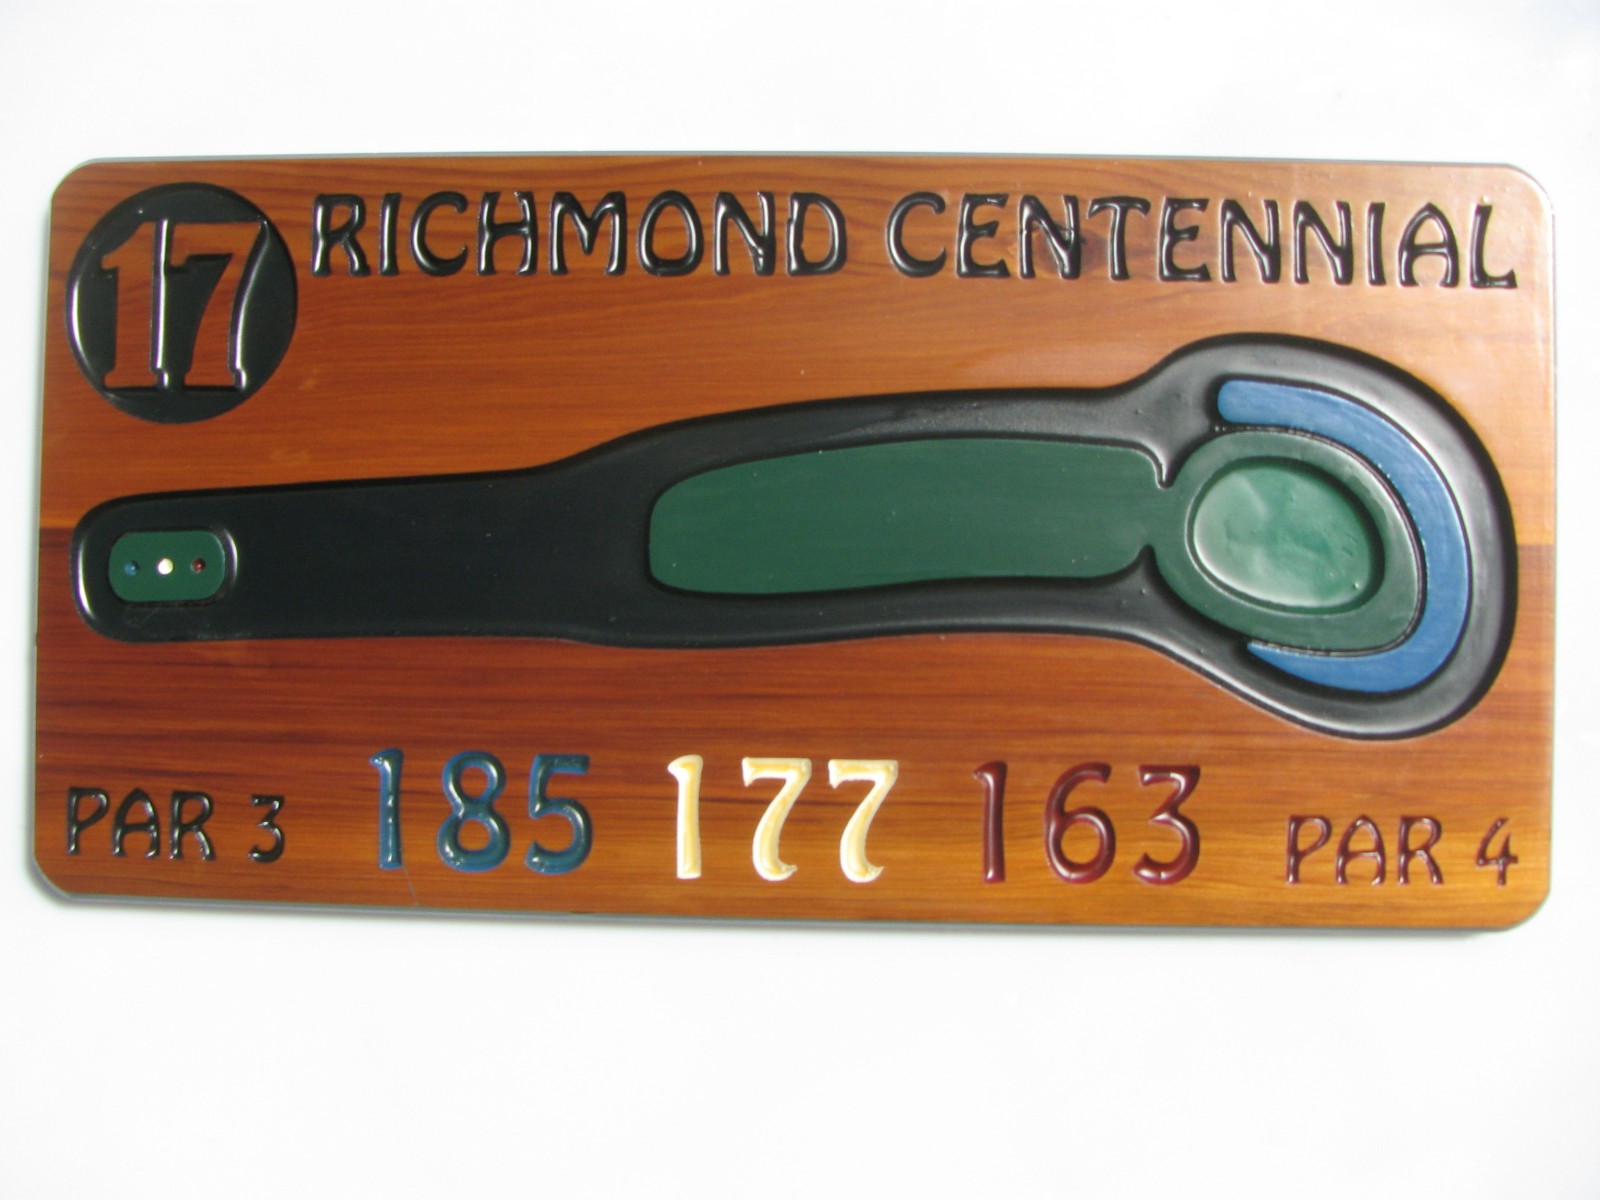 17 RICHMOND CENTENNIAL
PAR 3 185 177 163 PAR 4